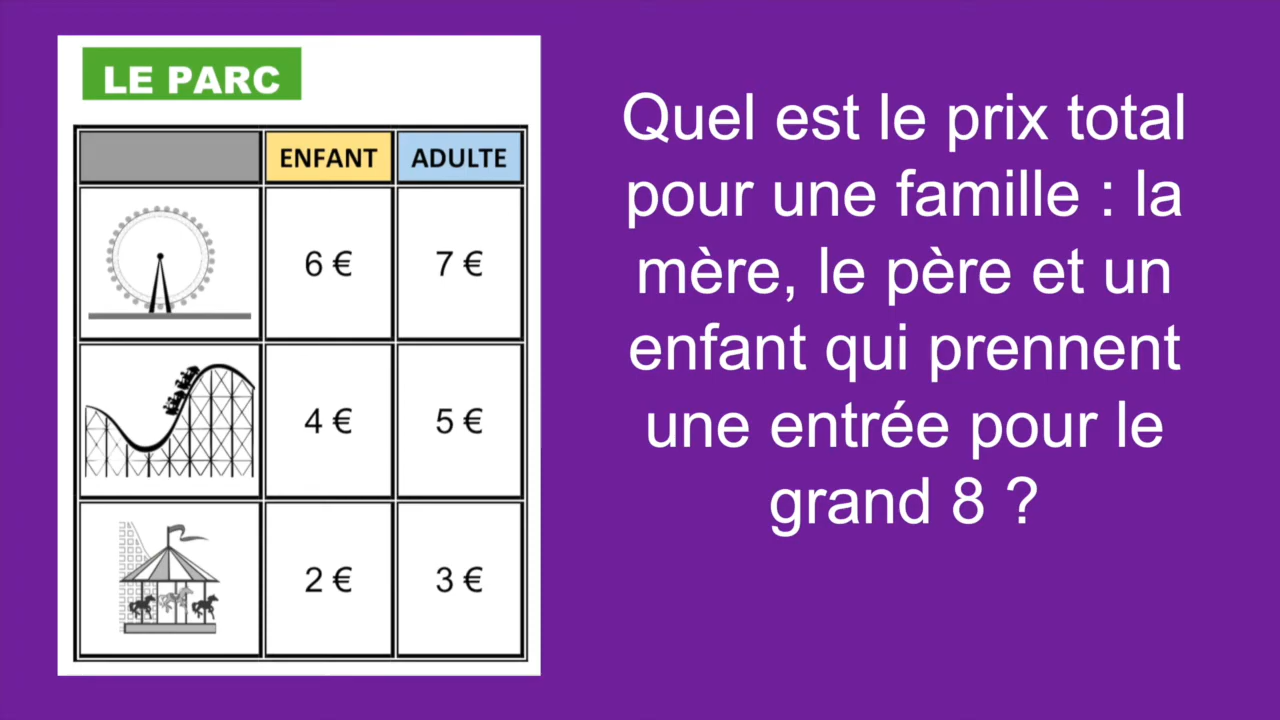 LE PARC
ENFANT ADULTE
6 € 7 €
4 € 5 €
2 € 3 €
Quel est le prix total
pour une famille : la
mère, le père et un
enfant qui prennent
une entrée pour le
grand 8 ?